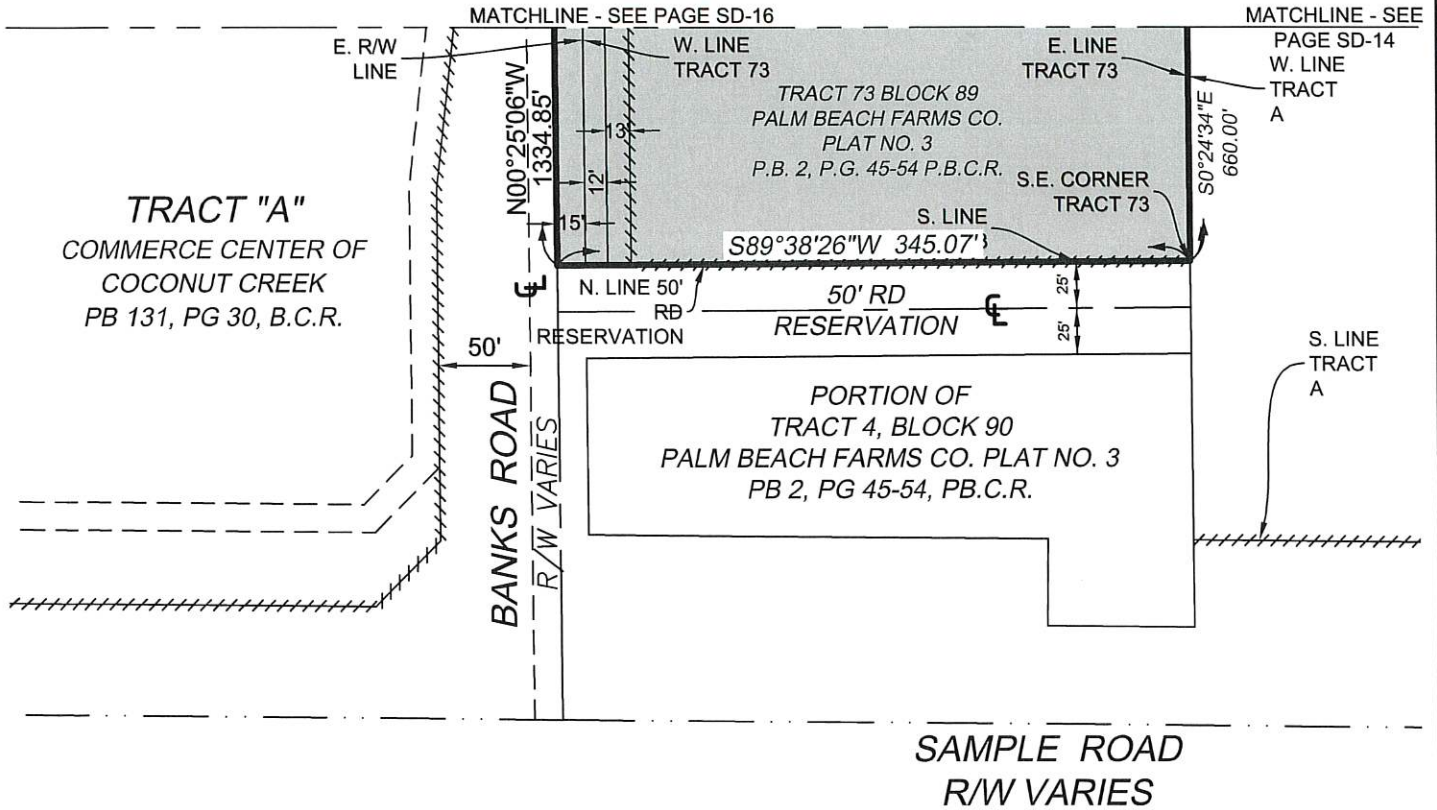 MATCHLINE - SEE PAGE SD-16
MATCHLINE - SEE
PAGE SD-14
E. R/W
LINE
W. LINE
TRACT 73
E. LINE
TRACT 73
W. LINE
TRACT
A
N00°25'06"W
1334.85'
TRACT 73 BLOCK 89
PALM BEACH FARMS CO.
PLAT NO. 3
P.B. 2, P.G. 45-54 P.B.C.R.
13'
12'
15'
S0°24'34"E
660.00'
S.E. CORNER
TRACT 73
S. LINE
S89°38'26"W 345.07'
TRACT "A"
COMMERCE CENTER OF
COCONUT CREEK
PB 131, PG 30, B.C.R.
CL
N. LINE 50'
RD
RESERVATION
50' RD
RESERVATION
CL
25'
25'
50'
BANKS ROAD
R/W VARIES
PORTION OF
TRACT 4, BLOCK 90
PALM BEACH FARMS CO. PLAT NO. 3
PB 2, PG 45-54, PB.C.R.
S. LINE
TRACT
A
SAMPLE ROAD
R/W VARIES